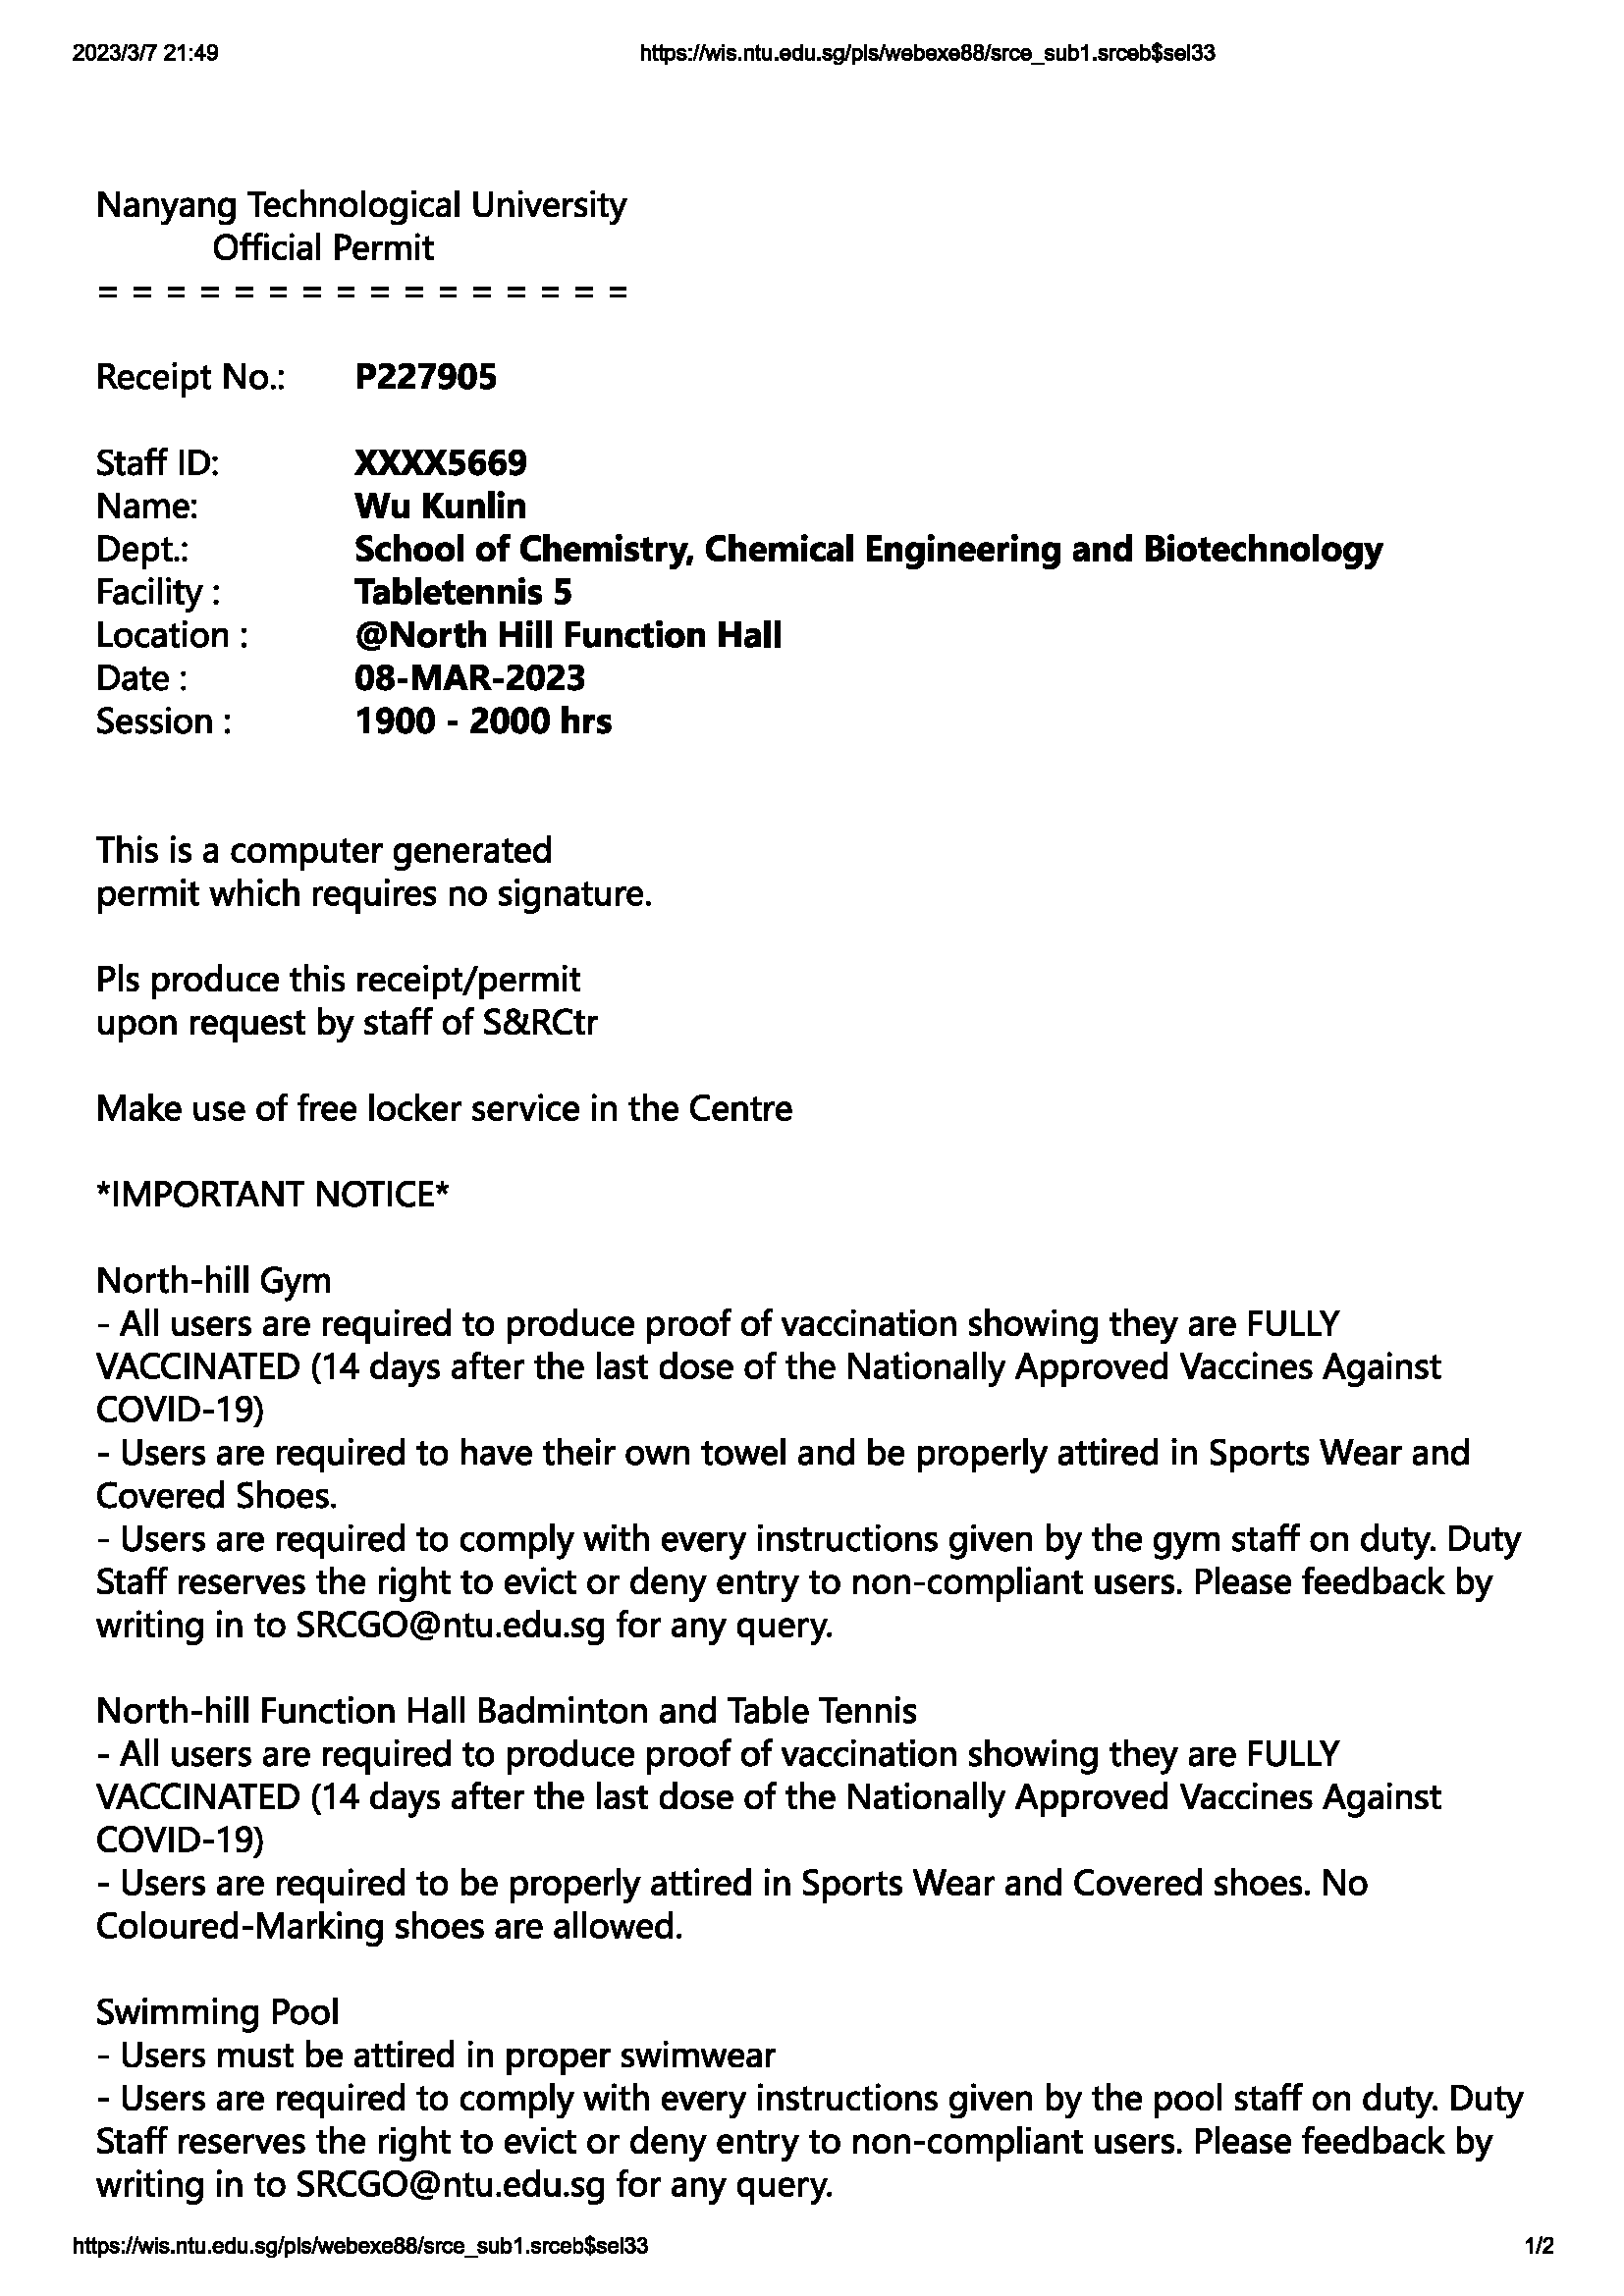 2023/3/7 21:49 https://wis.ntu.edu.sg/pls/webexe88/srce_sub1.srceb$sel33
Nanyang Technological University
Official Permit
= = = = = = = = = = = = = = = =
Receipt No.: P227905
Staff ID: XXXX5669
Name: Wu Kunlin
Dept.: School of Chemistry, Chemical Engineering and Biotechnology
Facility : Tabletennis 5
Location : @North Hill Function Hall
Date : 08-MAR-2023
Session : 1900 - 2000 hrs
This is a computer generated
permit which requires no signature.
Pls produce this receipt/permit
upon request by staff of S&RCtr
Make use of free locker service in the Centre
*IMPORTANT NOTICE*
North-hill Gym
- All users are required to produce proof of vaccination showing they are FULLY
VACCINATED (14 days after the last dose of the Nationally Approved Vaccines Against
COVID-19)
- Users are required to have their own towel and be properly attired in Sports Wear and
Covered Shoes.
- Users are required to comply with every instructions given by the gym staff on duty. Duty
Staff reserves the right to evict or deny entry to non-compliant users. Please feedback by
writing in to SRCGO@ntu.edu.sg for any query.
North-hill Function Hall Badminton and Table Tennis
- All users are required to produce proof of vaccination showing they are FULLY
VACCINATED (14 days after the last dose of the Nationally Approved Vaccines Against
COVID-19)
- Users are required to be properly attired in Sports Wear and Covered shoes. No
Coloured-Marking shoes are allowed.
Swimming Pool
- Users must be attired in proper swimwear
- Users are required to comply with every instructions given by the pool staff on duty. Duty
Staff reserves the right to evict or deny entry to non-compliant users. Please feedback by
writing in to SRCGO@ntu.edu.sg for any query.
https://wis.ntu.edu.sg/pls/webexe88/srce_sub1.srceb$sel33 1/2